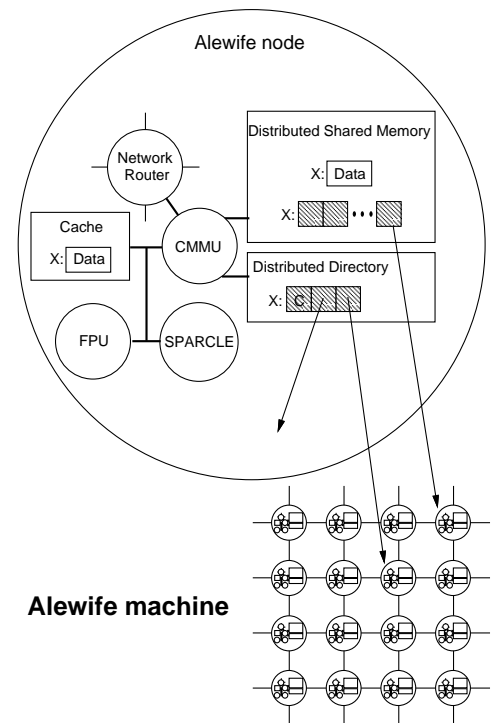 Alewife node
Distributed Shared Memory
X: Data
X: •••
Network
Router
Cache
X: Data
CMMU
Distributed Directory
X: C
FPU
SPARCLE
Alewife machine